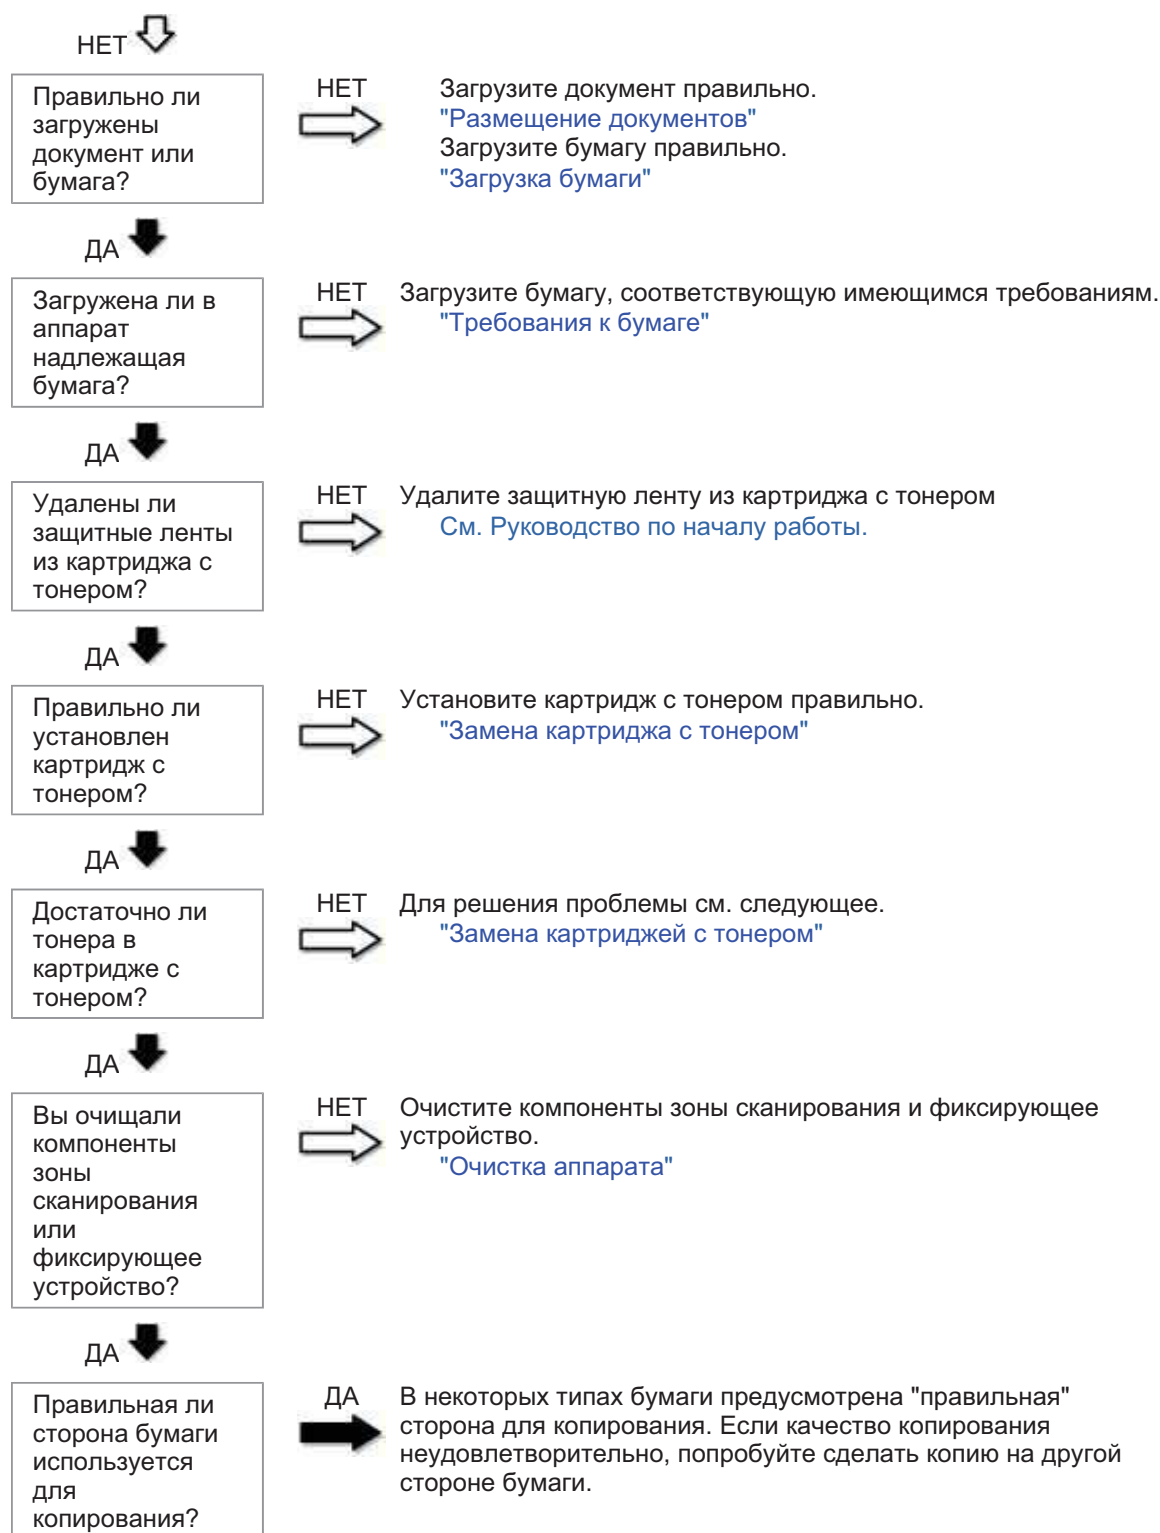 НЕТ
Правильно ли
загружены
документ или
бумага?
НЕТ
Загрузите документ правильно.
"Размещение документов"
Загрузите бумагу правильно.
"Загрузка бумаги"
ДА
Загружена ли в
аппарат
надлежащая
бумага?
НЕТ
Загрузите бумагу, соответствующую имеющимся требованиям.
"Требования к бумаге"
ДА
Удалены ли
защитные ленты
из картриджа с
тонером?
НЕТ
Удалите защитную ленту из картриджа с тонером
См. Руководство по началу работы.
ДА
Правильно ли
установлен
картридж с
тонером?
НЕТ
Установите картридж с тонером правильно.
"Замена картриджа с тонером"
ДА
Достаточно ли
тонера в
картридже с
тонером?
НЕТ
Для решения проблемы см. следующее.
"Замена картриджей с тонером"
ДА
Вы очищали
компоненты
зоны
сканирования
или
фиксирующее
устройство?
НЕТ
Очистите компоненты зоны сканирования и фиксирующее
устройство.
"Очистка аппарата"
ДА
Правильная ли
сторона бумаги
используется
для
копирования?
ДА
В некоторых типах бумаги предусмотрена "правильная"
сторона для копирования. Если качество копирования
неудовлетворительно, попробуйте сделать копию на другой
стороне бумаги.